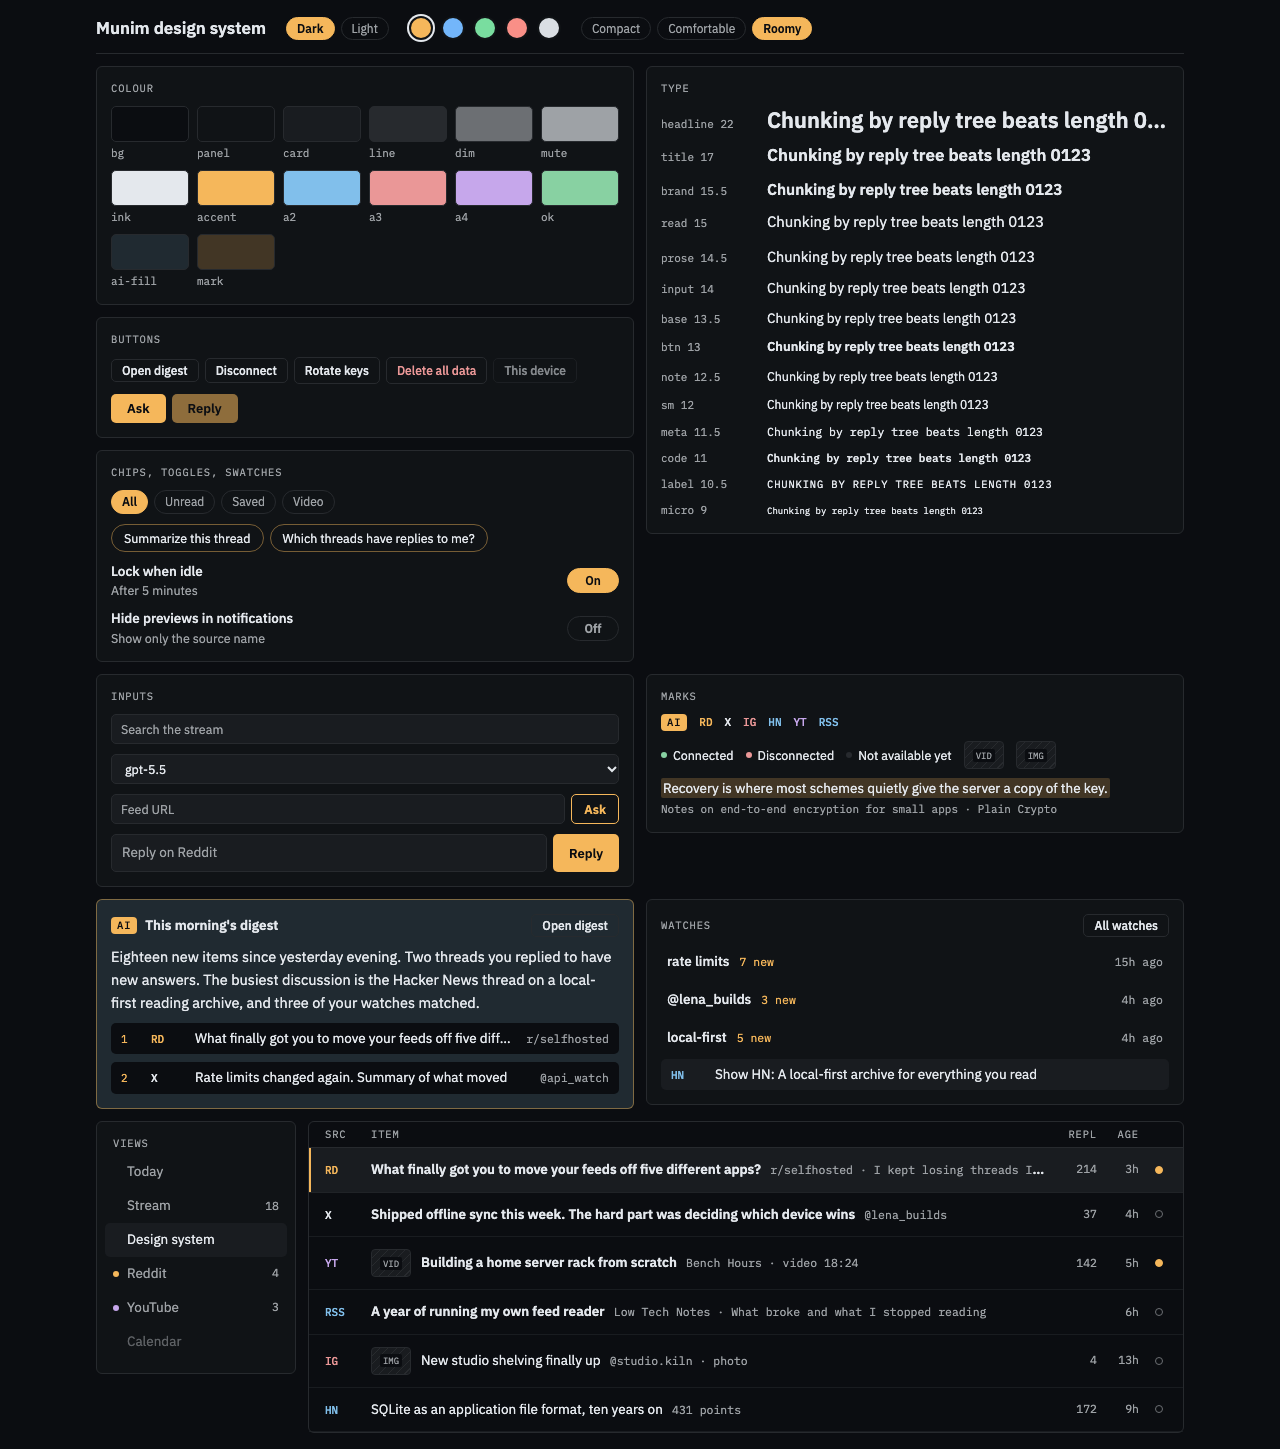 Munim design system Dark Light Compact Comfortable Roomy
COLOUR
bg panel card line dim mute
ink accent a2 a3 a4 ok
ai-fill mark
TYPE
headline 22 Chunking by reply tree beats length 0...
title 17 Chunking by reply tree beats length 0123
brand 15.5 Chunking by reply tree beats length 0123
read 15 Chunking by reply tree beats length 0123
prose 14.5 Chunking by reply tree beats length 0123
input 14 Chunking by reply tree beats length 0123
base 13.5 Chunking by reply tree beats length 0123
btn 13 Chunking by reply tree beats length 0123
note 12.5 Chunking by reply tree beats length 0123
sm 12 Chunking by reply tree beats length 0123
meta 11.5 Chunking by reply tree beats length 0123
code 11 Chunking by reply tree beats length 0123
label 10.5 CHUNKING BY REPLY TREE BEATS LENGTH 0123
micro 9 Chunking by reply tree beats length 0123
BUTTONS
Open digest Disconnect Rotate keys Delete all data This device
Ask Reply
CHIPS, TOGGLES, SWATCHES
All Unread Saved Video
Summarize this thread Which threads have replies to me?
Lock when idle
After 5 minutes
On
Hide previews in notifications
Show only the source name
Off
INPUTS
Search the stream
gpt-5.5
Feed URL Ask
Reply on Reddit Reply
MARKS
AI RD X IG HN YT RSS
Connected Disconnected Not available yet VID IMG
Recovery is where most schemes quietly give the server a copy of the key.
Notes on end-to-end encryption for small apps · Plain Crypto
AI This morning's digest Open digest
Eighteen new items since yesterday evening. Two threads you replied to have
new answers. The busiest discussion is the Hacker News thread on a local-
first reading archive, and three of your watches matched.
1 RD What finally got you to move your feeds off five diff... r/selfhosted
2 X Rate limits changed again. Summary of what moved @api_watch
WATCHES All watches
rate limits 7 new 15h ago
@lena_builds 3 new 4h ago
local-first 5 new 4h ago
HN Show HN: A local-first archive for everything you read
VIEWS
Today
Stream 18
Design system
Reddit 4
YouTube 3
Calendar
SRC ITEM REPL AGE
RD What finally got you to move your feeds off five different apps? r/selfhosted · I kept losing threads I... 214 3h
X Shipped offline sync this week. The hard part was deciding which device wins @lena_builds 37 4h
YT VID Building a home server rack from scratch Bench Hours · video 18:24 142 5h
RSS A year of running my own feed reader Low Tech Notes · What broke and what I stopped reading 6h
IG IMG New studio shelving finally up @studio.kiln · photo 4 13h
HN SQLite as an application file format, ten years on 431 points 172 9h